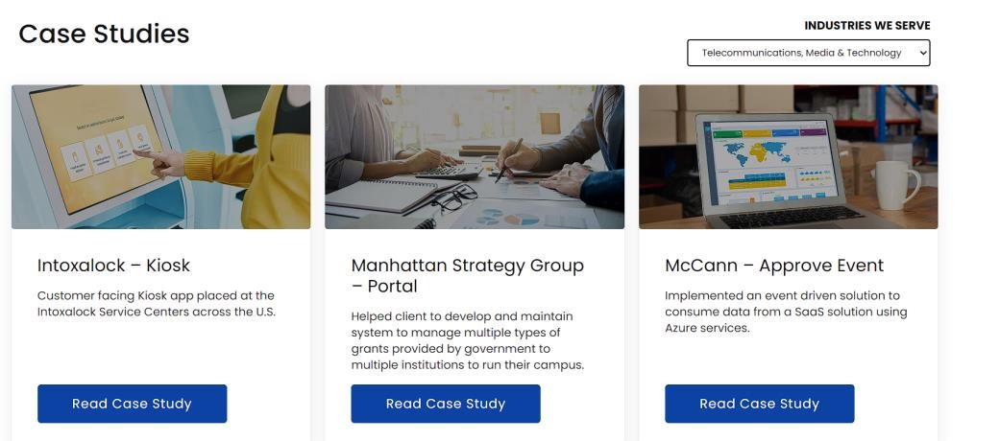 Case Studies
INDUSTRIES WE SERVE
Telecommunications, Media & Technology
Intoxalock – Kiosk
Customer facing Kiosk app placed at the
Intoxalock Service Centers across the U.S.
Read Case Study
Manhattan Strategy Group
– Portal
Helped client to develop and maintain
system to manage multiple types of
grants provided by government to
multiple institutions to run their campus.
Read Case Study
McCann – Approve Event
Implemented an event driven solution to
consume data from a SaaS solution using
Azure services.
Read Case Study